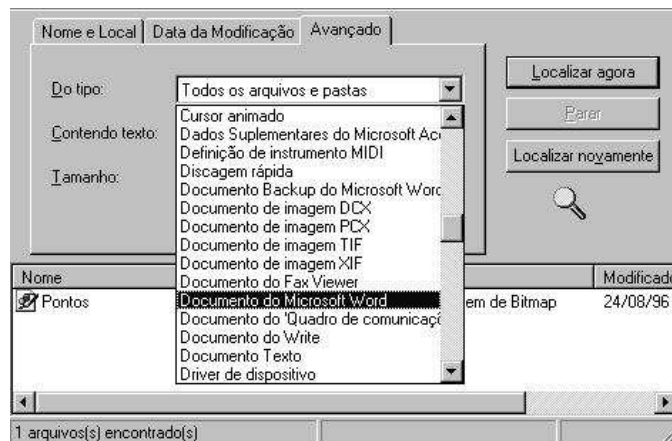 Nome e Local Data da Modificação Avançado
Do tipo: Todos os arquivos e pastas
Localizar agora
Cursor animado
Parar
Contendo texto: Dados Suplementares do Microsoft Acc
Definição de instrumento MIDI
Localizar novamente
Tamanho: Discagem rápida
Documento Backup do Microsoft Word
Documento de imagem DCX
Documento de imagem PCX
Documento de imagem TIF
Documento de imagem XIF
Documento do Fax Viewer
Documento do Microsoft Word
Documento do 'Quadro de comunicaçõ
Documento do Write
Documento Texto
Driver de dispositivo
Nome Modificado
Pontos em de Bitmap 24/08/96
1 arquivos(s) encontrado(s)